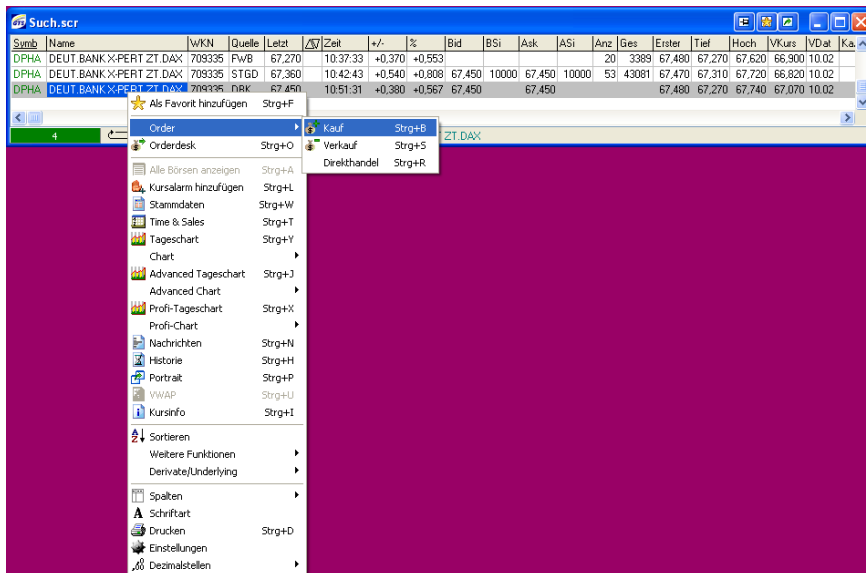 GTS Such.scr
Symb Name WKN Quelle Letzt Zeit +/- % Bid BSi Ask ASi Anz Ges Erster Tief Hoch VKurs VDat Ka.
DPHA DEUT.BANK X-PERT ZT.DAX 709335 FWB 67,270 10:37:33 +0,370 +0,553 20 3389 67,480 67,270 67,620 66,900 10.02
DPHA DEUT.BANK X-PERT ZT.DAX 709335 STGD 67,360 10:42:43 +0,540 +0,808 67,450 10000 67,450 10000 53 43081 67,470 67,310 67,720 66,820 10.02
DPHA DEUT.BANK X-PERT ZT.DAX 709335 DBK 67,450 10:51:31 +0,380 +0,567 67,450 67,450 67,480 67,270 67,740 67,070 10.02
4 ZT.DAX
Als Favorit hinzufügen Strg+F
Order
Kauf Strg+B
Verkauf Strg+S
Direkthandel Strg+R
Orderdesk Strg+O
Alle Börsen anzeigen Strg+A
Kursalarm hinzufügen Strg+L
Stammdaten Strg+W
Time & Sales Strg+T
Tageschart Strg+Y
Chart
Advanced Tageschart Strg+J
Advanced Chart
Profi-Tageschart Strg+X
Profi-Chart
Nachrichten Strg+N
Historie Strg+H
Portrait Strg+P
VWAP Strg+U
Kursinfo Strg+I
Sortieren
Weitere Funktionen
Derivate/Underlying
Spalten
Schriftart
Drucken Strg+D
Einstellungen
Dezimalstellen